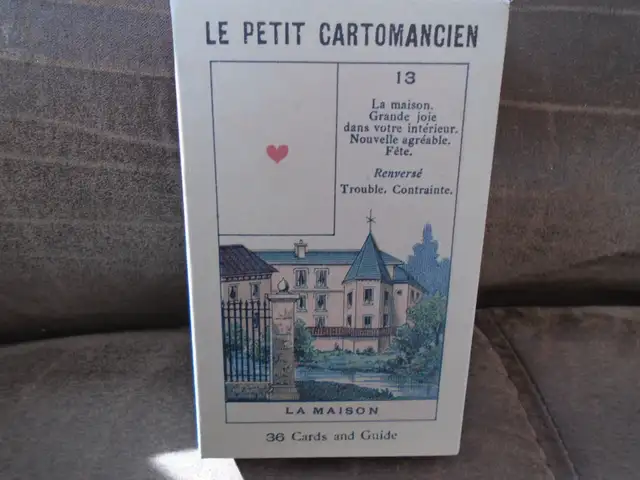 LE PETIT CARTOMANCIEN
13
La maison.
Grande joie
dans votre intérieur.
Nouvelle agréable.
Fête.
Renversé
Trouble. Contrainte.
LA MAISON
36 Cards and Guide